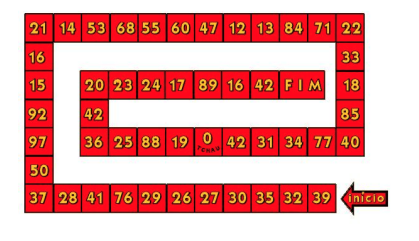 21 14 53 68 55 60 47 12 13 84 71 22
16 33
15 20 23 24 17 89 16 42 FIM 18
92 42 85
97 36 25 88 19 0 42 31 34 77 40
50
37 28 41 76 29 26 27 30 35 32 39 início